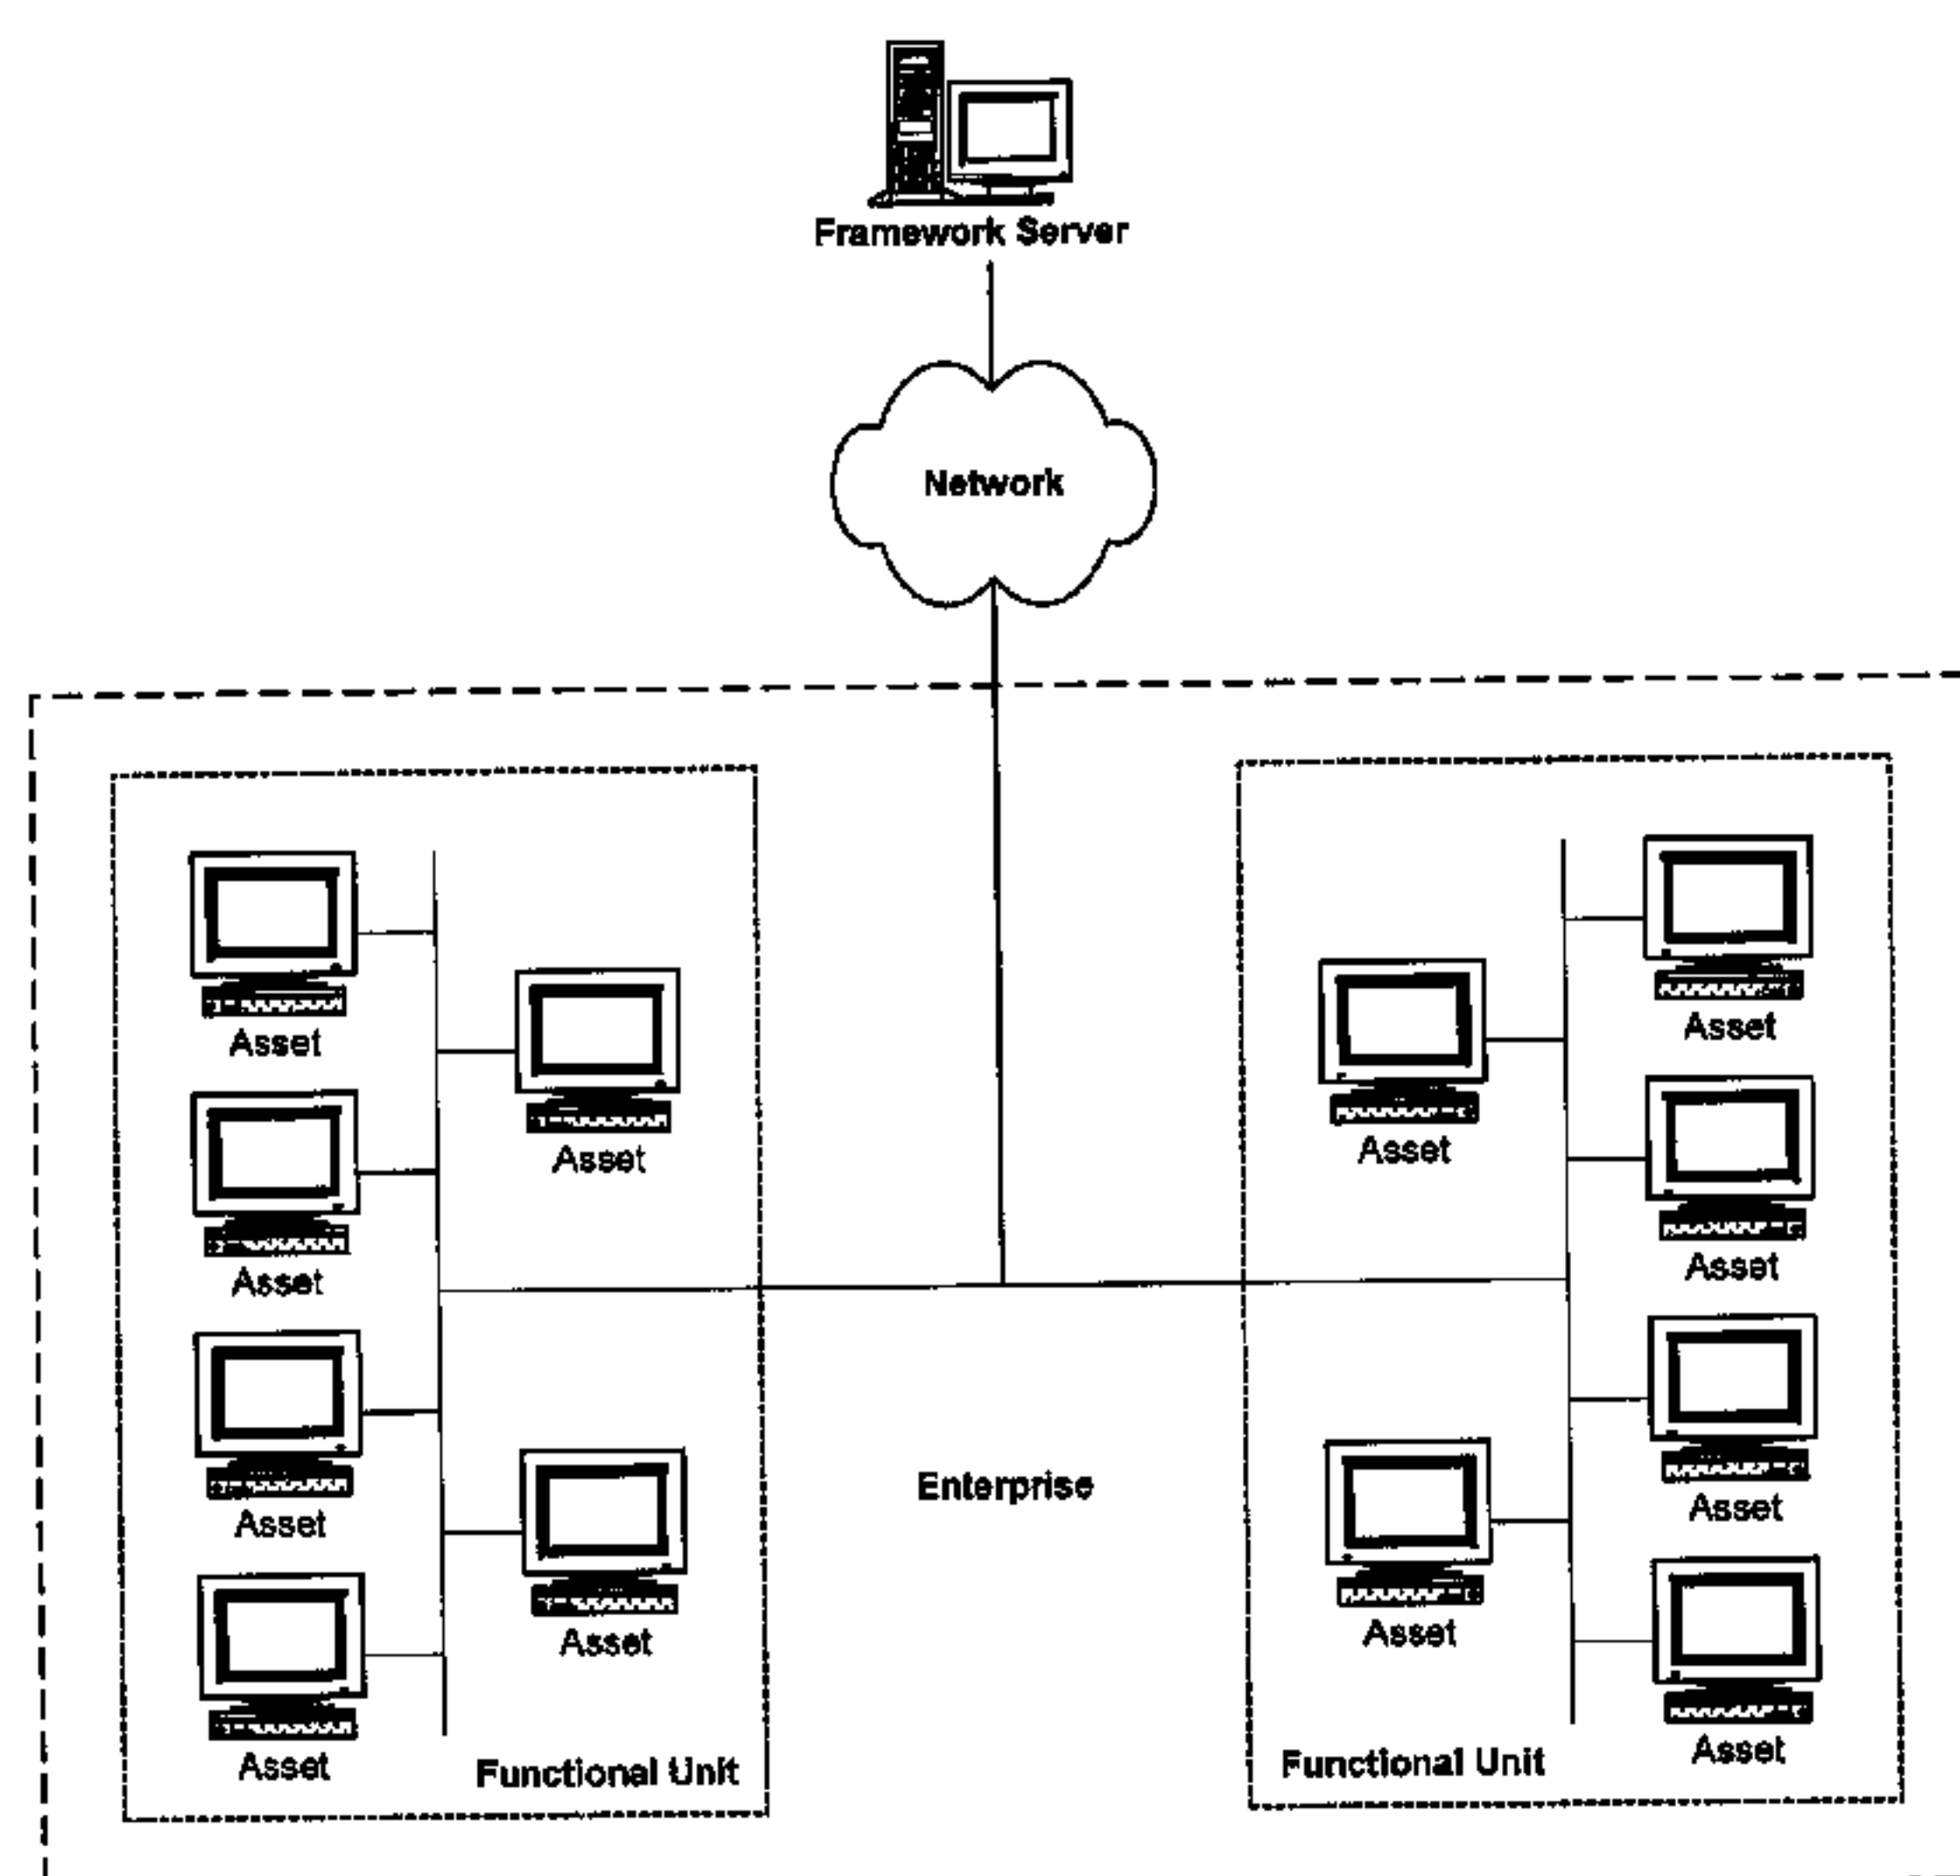 Framework Server
Network
Asset
Asset
Asset
Asset
Asset
Asset
Functional Unit
Enterprise
Asset
Asset
Asset
Asset
Asset
Asset
Functional Unit